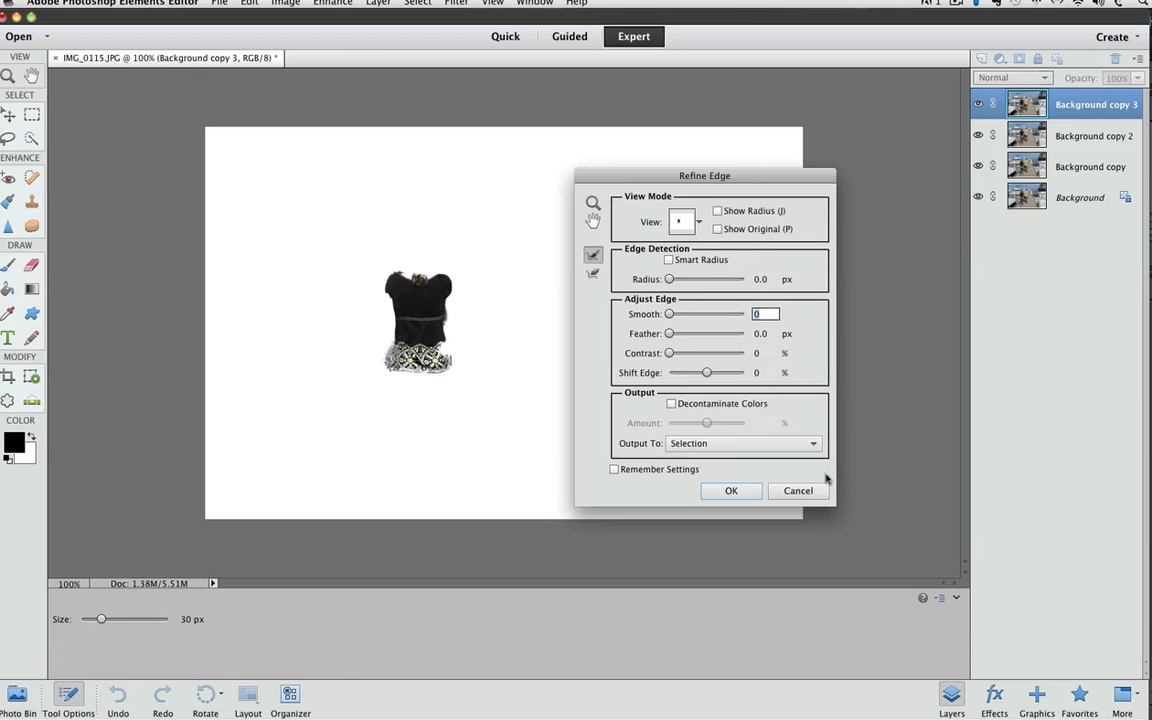 Adobe Photoshop Elements Editor File Edit Image Enhance Layer Select Filter View Window Help
Open Quick Guided Expert Create
VIEW
IMG_0115.JPG @ 100% (Background copy 3, RGB/8) *
Normal Opacity: 100%
SELECT
Background copy 3
Background copy 2
ENHANCE
Background copy
Background
Refine Edge
View Mode
View:
Show Radius (J)
Show Original (P)
DRAW
Edge Detection
Smart Radius
Radius: 0.0 px
Adjust Edge
Smooth: 0
Feather: 0.0 px
Contrast: 0 %
Shift Edge: 0 %
MODIFY
Output
Decontaminate Colors
Amount: %
COLOR
Output To: Selection
Remember Settings
OK Cancel
100% Doc: 1.38M/5.51M
Size: 30 px
Photo Bin Tool Options Undo Redo Rotate Layout Organizer Layers Effects Graphics Favorites More